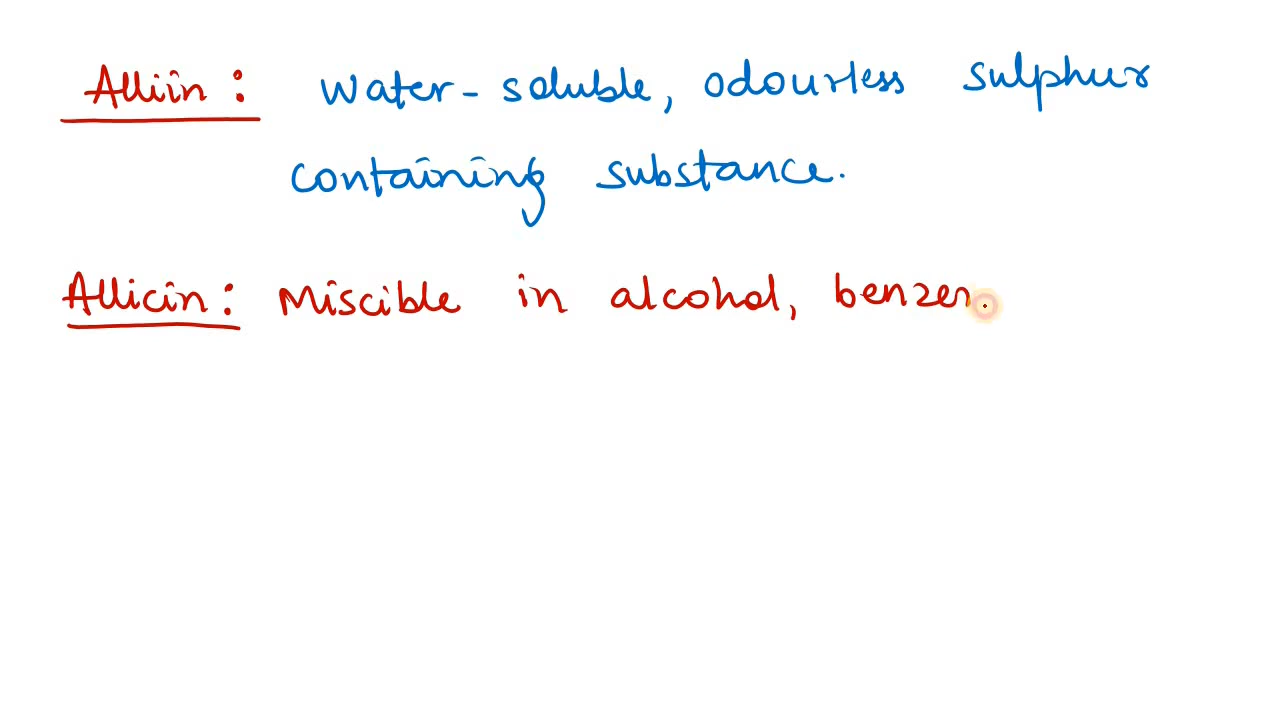 Alliin : Water-soluble, odourless sulphur
containing substance.
Allicin : Miscible in alcohol, benzen